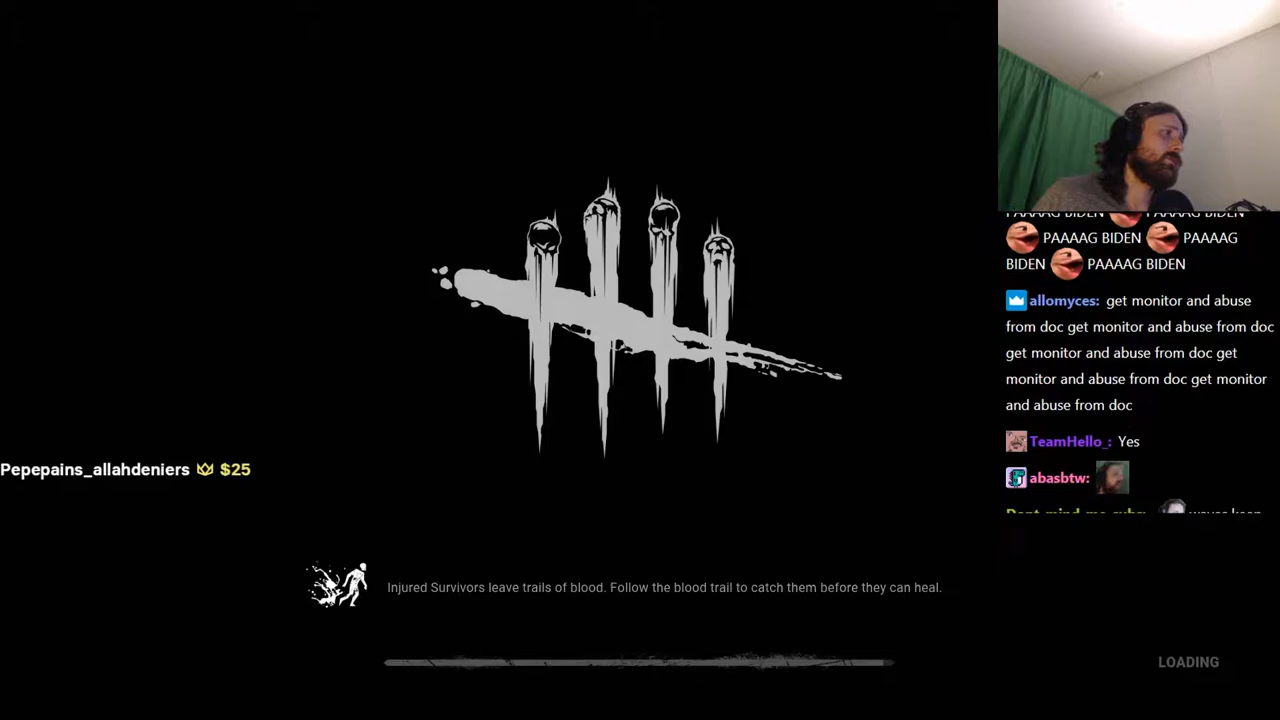 PAAAAG BIDEN PAAAAG BIDEN
PAAAAG BIDEN PAAAAG
BIDEN PAAAAG BIDEN
allomyces: get monitor and abuse
from doc get monitor and abuse from doc
get monitor and abuse from doc get
monitor and abuse from doc get monitor
and abuse from doc
TeamHello_: Yes
abasbtw:
Pepepains_allahdeniers $25
Injured Survivors leave trails of blood. Follow the blood trail to catch them before they can heal.
LOADING